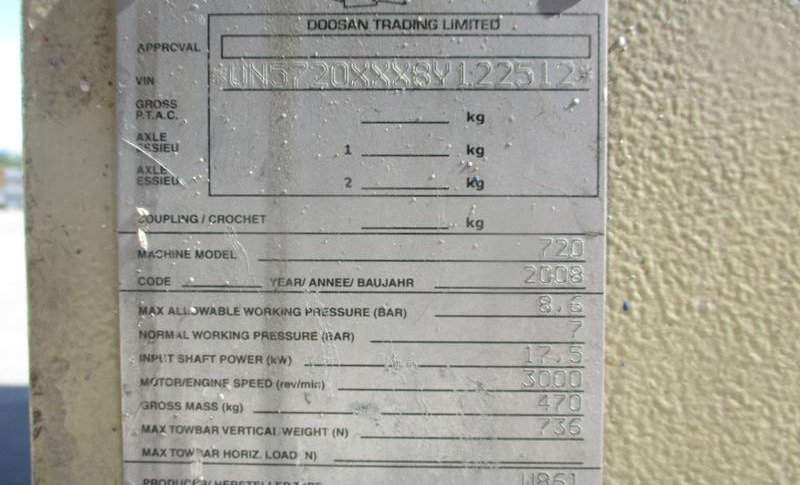 DOOSAN TRADING LIMITED
APPROVAL
VIN *UN5720XXX8Y122512*
GROSS
P.T.A.C. kg
AXLE
ESSIEU 1 kg
AXLE
ESSIEU 2 kg
COUPLING / CROCHET kg
MACHINE MODEL 720
CODE YEAR/ ANNEE/ BAUJAHR 2008
MAX ALLOWABLE WORKING PRESSURE (BAR) 8.6
NORMAL WORKING PRESSURE (BAR) 7
INPUT SHAFT POWER (kW) 17.5
MOTOR/ENGINE SPEED (rev/min) 3000
GROSS MASS (kg) 470
MAX TOWBAR VERTICAL WEIGHT (N) 736
MAX TOWBAR HORIZ. LOAD (N)
W861